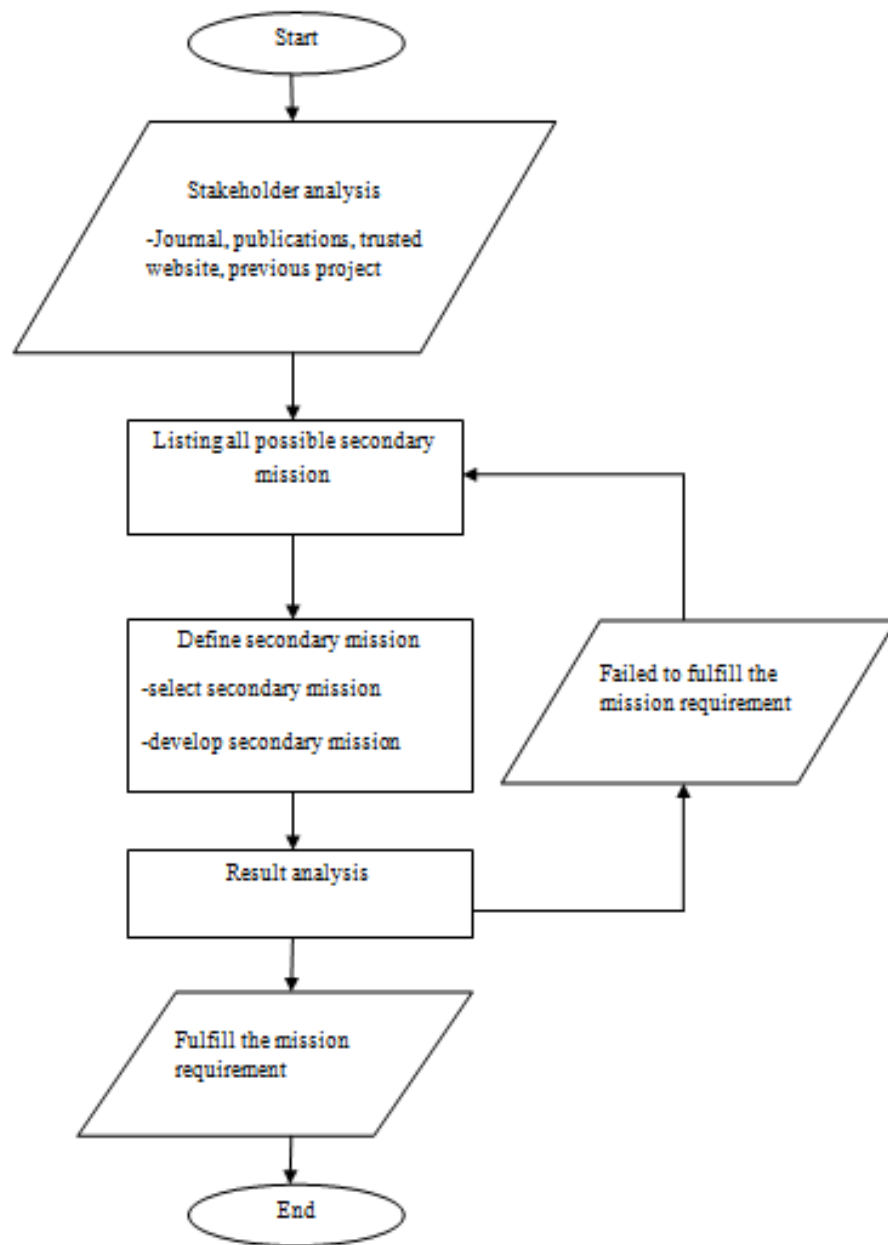 Start
Stakeholder analysis
-Journal, publications, trusted
website, previous project
Listing all possible secondary
mission
Define secondary mission
-select secondary mission
-develop secondary mission
Failed to fulfill the
mission requirement
Result analysis
Fulfill the mission
requirement
End